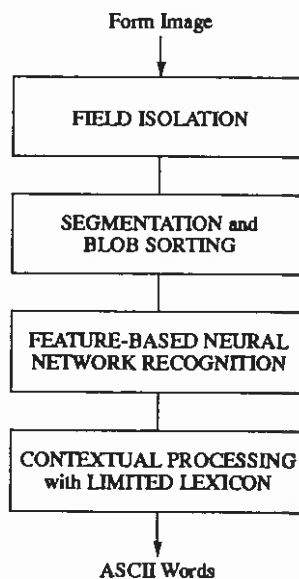 Form Image
FIELD ISOLATION
SEGMENTATION and
BLOB SORTING
FEATURE-BASED NEURAL
NETWORK RECOGNITION
CONTEXTUAL PROCESSING
with LIMITED LEXICON
ASCII Words